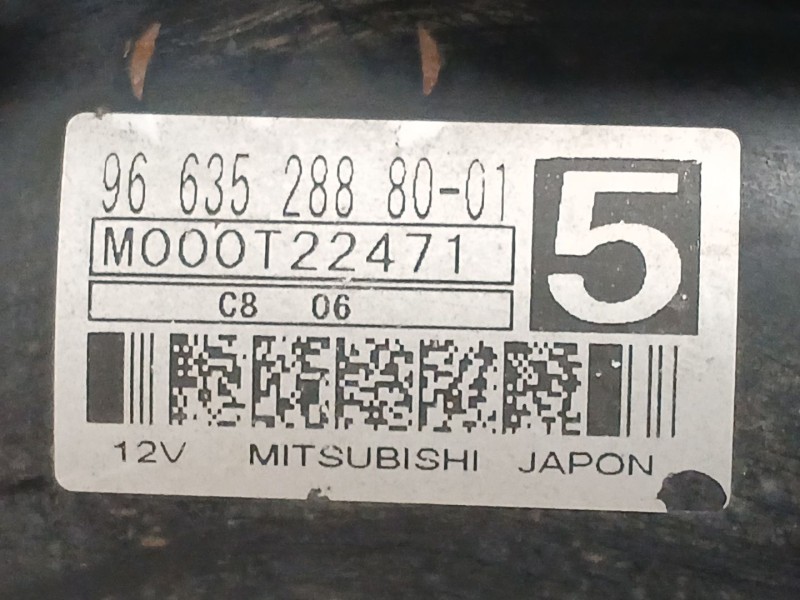 96 635 288 80-01
5
M000T22471
C8 06
12V MITSUBISHI JAPON